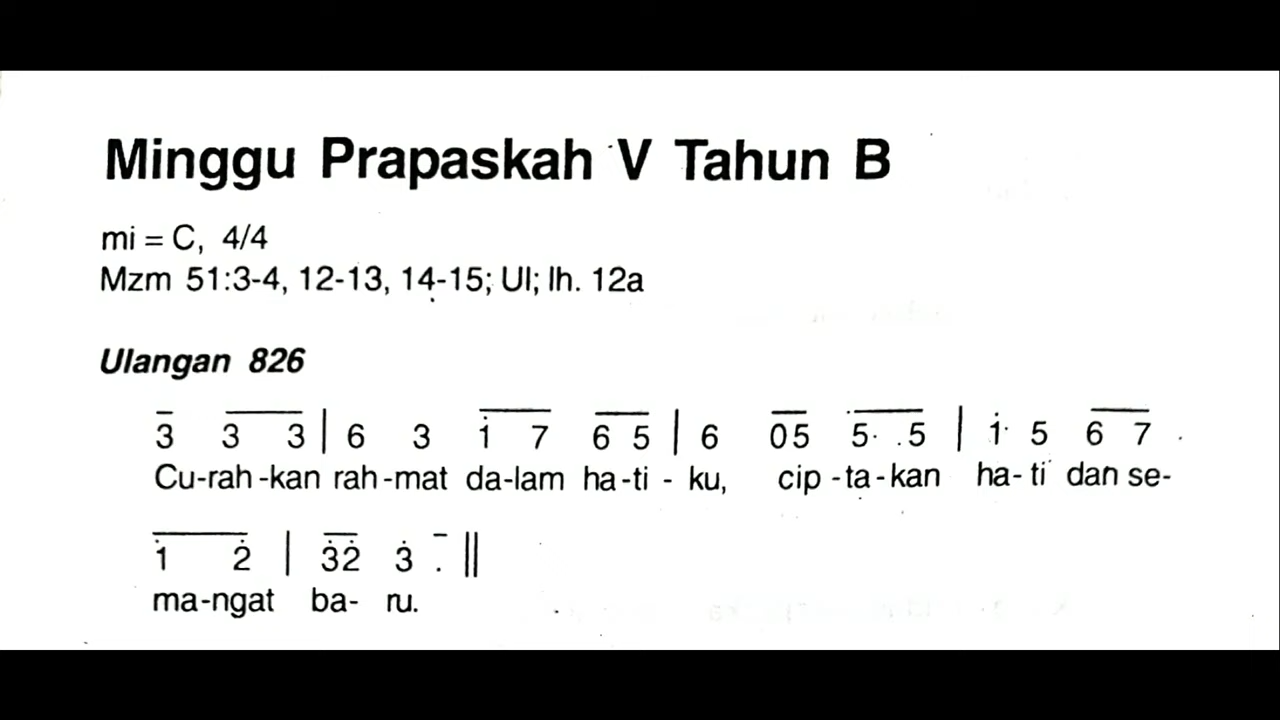 Minggu Prapaskah V Tahun B
mi = C, 4/4
Mzm 51:3-4, 12-13, 14-15; Ul; lh. 12a
Ulangan 826
3 3 3 | 6 3 1̇ 7 6 5 | 6 05 5 5 | 1̇ 5 6 7
Cu-rah-kan rah-mat da-lam ha-ti-ku, cip-ta-kan ha-ti dan se-
1̇ 2̇ | 3̇2̇ 3̇ . ||
ma-ngat ba- ru.